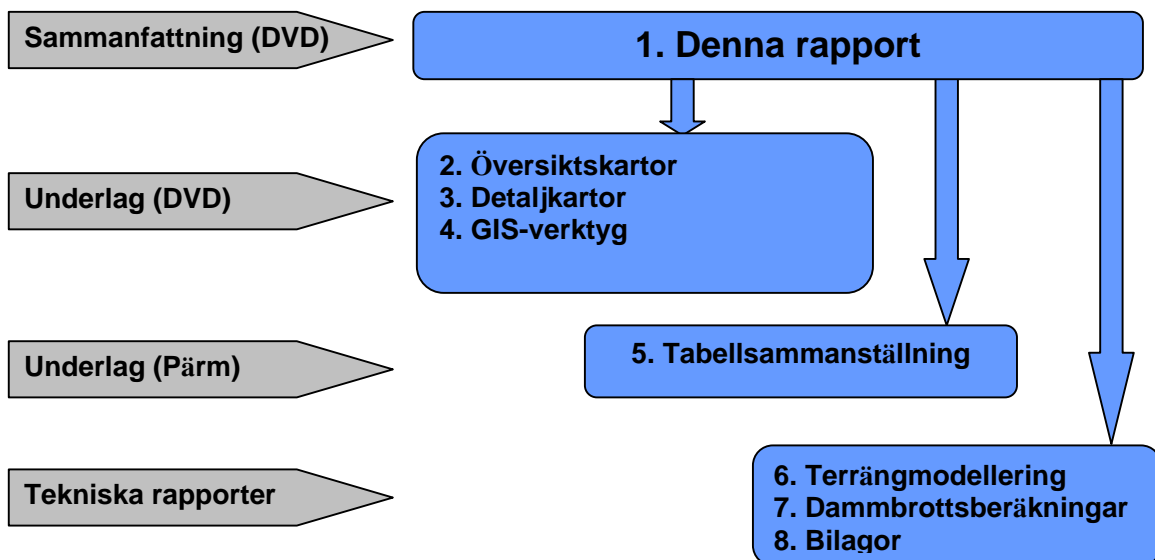 Sammanfattning (DVD)
1. Denna rapport
Underlag (DVD)
2. Översiktskartor
3. Detaljkartor
4. GIS-verktyg
Underlag (Pärm)
5. Tabellsammanställning
Tekniska rapporter
6. Terrängmodellering
7. Dammbrottsberäkningar
8. Bilagor